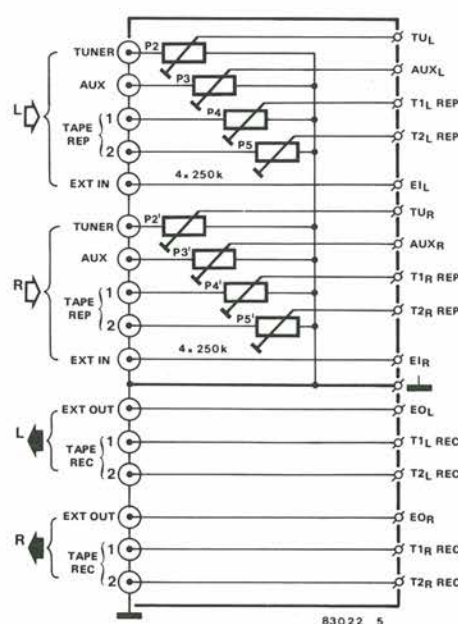 TUNER P2 TUL
AUX P3 AUXL
L TAPE REP 1 P4 T1L REP
2 P5 T2L REP
EXT IN 4 x 250k EIL
TUNER P2' TUR
AUX P3' AUXR
R TAPE REP 1 P4' T1R REP
2 P5' T2R REP
EXT IN 4 x 250k EIR
EXT OUT EOL
L TAPE REC 1 T1L REC
2 T2L REC
EXT OUT EOR
R TAPE REC 1 T1R REC
2 T2R REC
83022 5